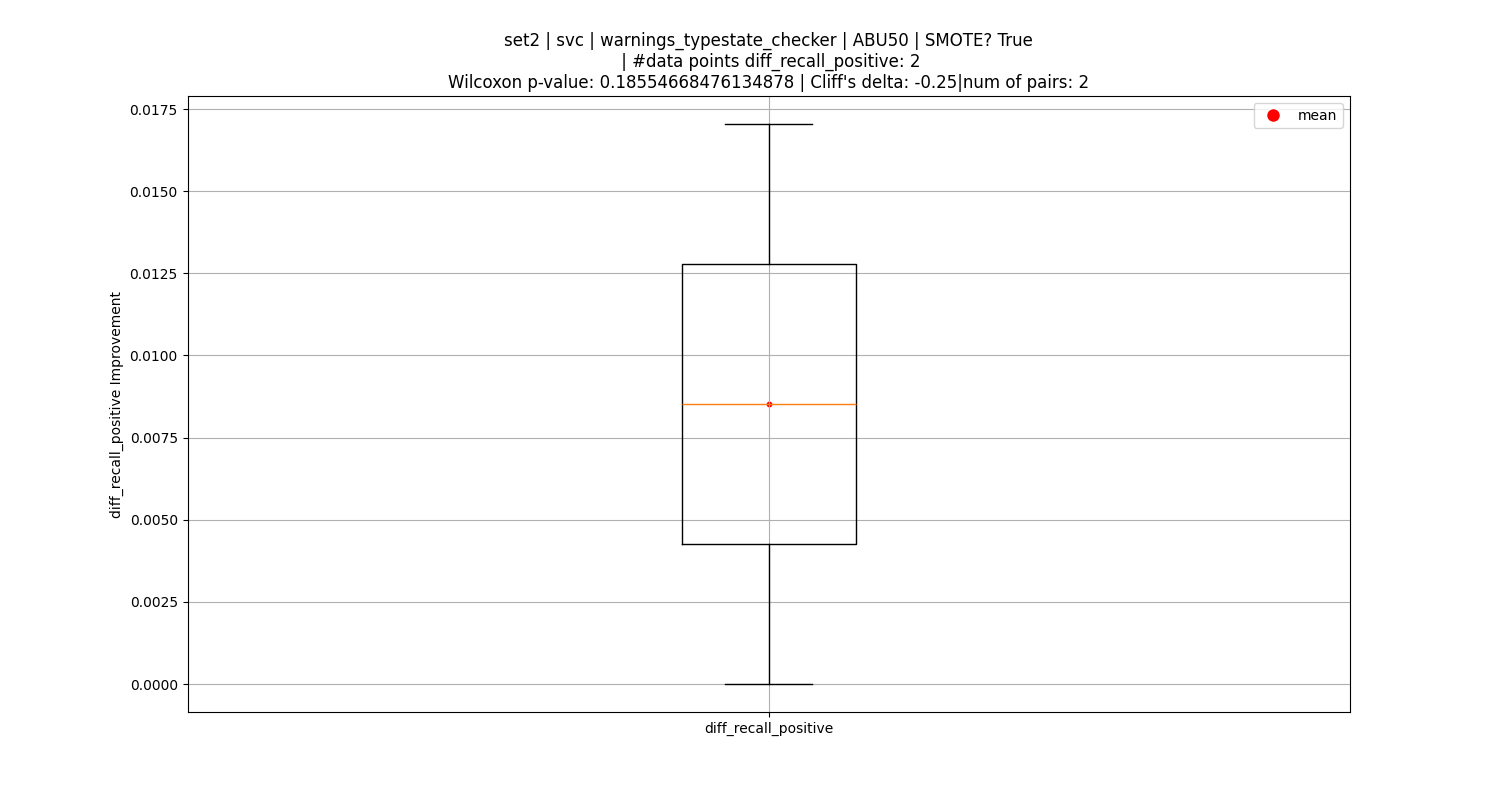 set2 | svc | warnings_typestate_checker | ABU50 | SMOTE? True
| #data points diff_recall_positive: 2
Wilcoxon p-value: 0.18554668476134878 | Cliff's delta: -0.25|num of pairs: 2
mean
0.0175
0.0150
0.0125
0.0100
0.0075
0.0050
0.0025
0.0000
diff_recall_positive Improvement
diff_recall_positive